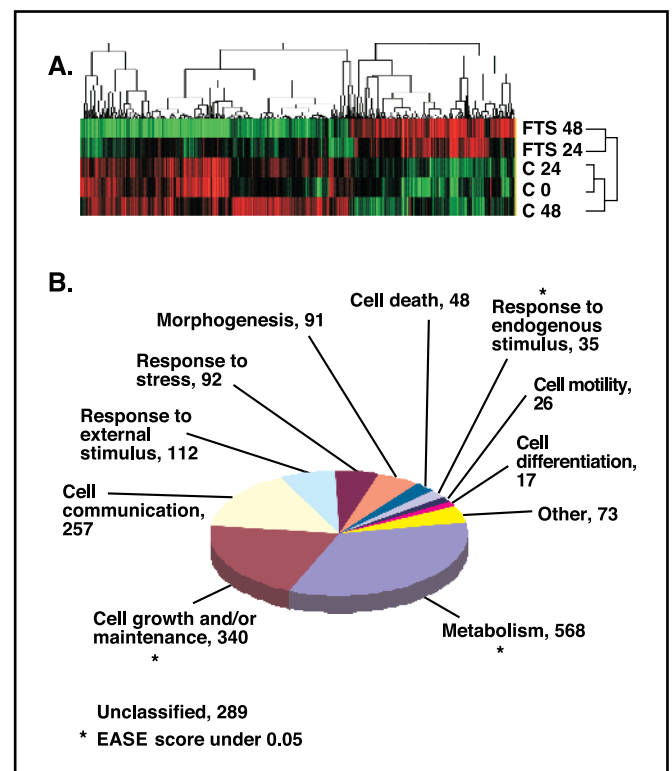 A.
FTS 48
FTS 24
C 24
C 0
C 48
B.
Cell death, 48
*
Response to
endogenous
stimulus, 35
Morphogenesis, 91
Response to
stress, 92
Cell motility,
26
Response to
external
stimulus, 112
Cell
differentiation,
17
Cell
communication,
257
Other, 73
Cell growth and/or
maintenance, 340
*
Metabolism, 568
*
Unclassified, 289
* EASE score under 0.05